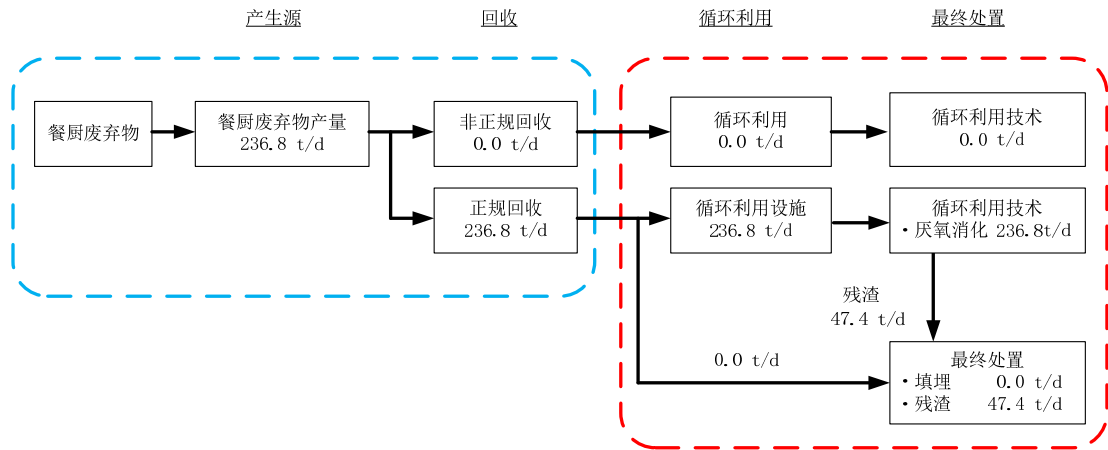 产生源
回收
循环利用
最终处置
餐厨废弃物
餐厨废弃物产量
236.8 t/d
非正规回收
0.0 t/d
循环利用
0.0 t/d
循环利用技术
0.0 t/d
正规回收
236.8 t/d
循环利用设施
236.8 t/d
循环利用技术
·厌氧消化 236.8t/d
残渣
47.4 t/d
0.0 t/d
最终处置
·填埋 0.0 t/d
·残渣 47.4 t/d